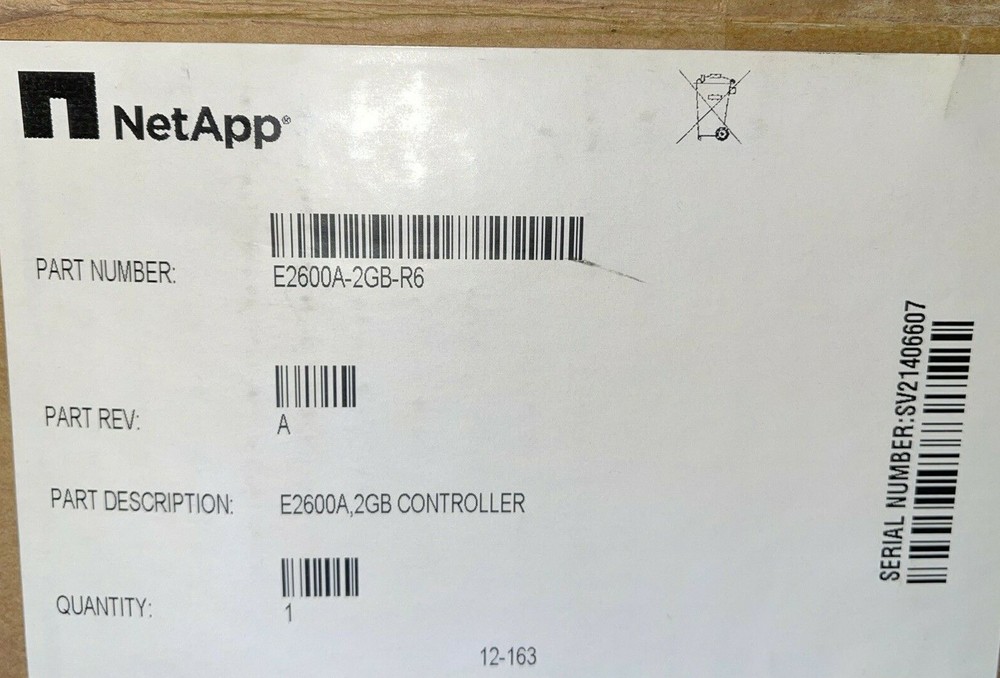 NetApp®
PART NUMBER:
E2600A-2GB-R6
PART REV:
A
PART DESCRIPTION: E2600A,2GB CONTROLLER
QUANTITY:
1
12-163
SERIAL NUMBER:SV21406607